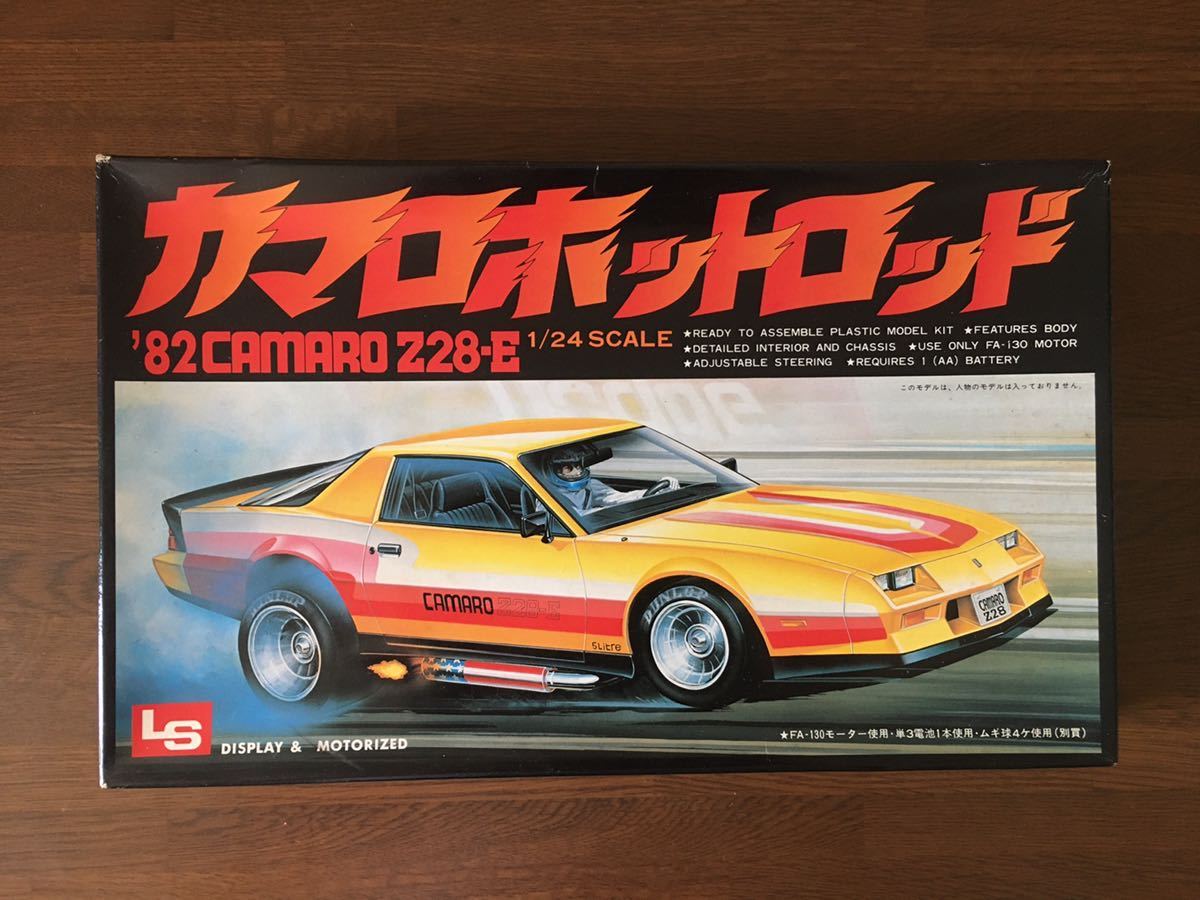 カマロホットロッド
'82 CAMARO Z28-E 1/24 SCALE
★READY TO ASSEMBLE PLASTIC MODEL KIT ★FEATURES BODY
★DETAILED INTERIOR AND CHASSIS ★USE ONLY FA-130 MOTOR
★ADJUSTABLE STEERING ★REQUIRES 1 (AA) BATTERY
このモデルは、人物のモデルは入っておりません。
DUNLOP
DUNLOP
CAMARO Z28-E
5Litre
CAMARO
Z28
LS
DISPLAY & MOTORIZED
★FA-130モーター使用・単3電池1本使用・ムギ球4ケ使用(別買)